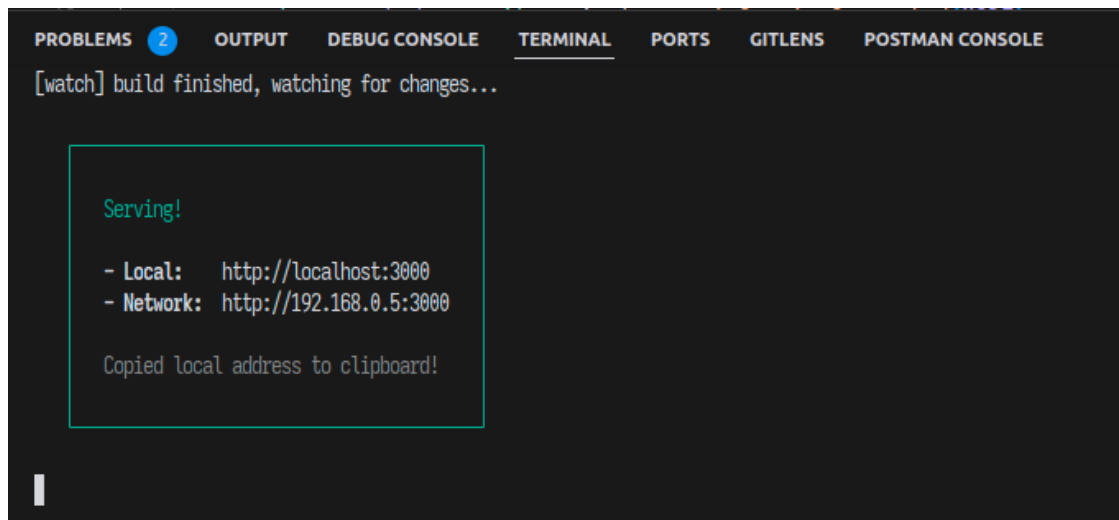 PROBLEMS 2 OUTPUT DEBUG CONSOLE TERMINAL PORTS GITLENS POSTMAN CONSOLE
[watch] build finished, watching for changes...
Serving!
- Local: http://localhost:3000
- Network: http://192.168.0.5:3000
Copied local address to clipboard!